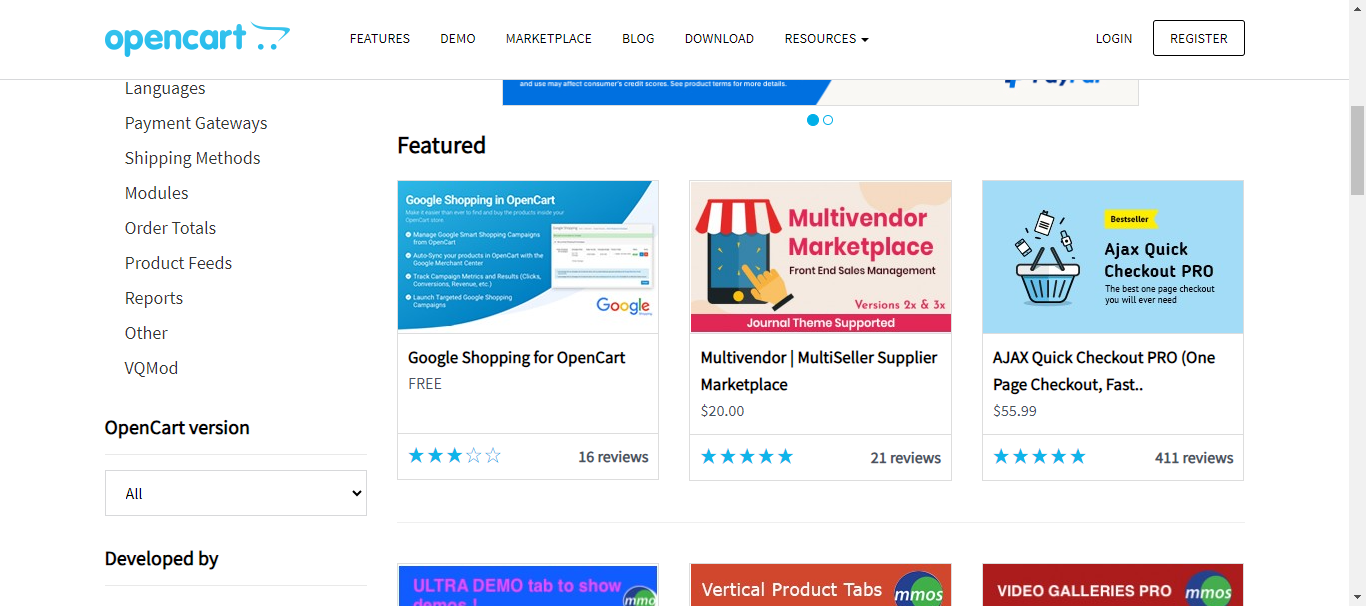 opencart
FEATURES
DEMO
MARKETPLACE
BLOG
DOWNLOAD
RESOURCES
LOGIN
REGISTER
Languages
Payment Gateways
Shipping Methods
Modules
Order Totals
Product Feeds
Reports
Other
VQMod
OpenCart version
All
Developed by
and use may affect consumer's credit scores. See product terms for more details.
PayPal
Featured
Google Shopping in OpenCart
Make it easier than ever to find and buy the products inside your
OpenCart store
Manage Google Smart Shopping Campaigns
from OpenCart
Auto-Sync your products in OpenCart with the
Google Merchant Center
Track Campaign Metrics and Results (Clicks,
Conversions, Revenue, etc.)
Launch Targeted Google Shopping
Campaigns
Google
Shopping
Google Shopping for OpenCart
FREE
16 reviews
Multivendor
Marketplace
Front End Sales Management
Versions 2x & 3x
Journal Theme Supported
Multivendor | MultiSeller Supplier
Marketplace
$20.00
21 reviews
Bestseller
Ajax Quick
Checkout PRO
The best one page checkout
you will ever need
AJAX Quick Checkout PRO (One
Page Checkout, Fast..
$55.99
411 reviews
ULTRA DEMO tab to show
demos !
mmo
Vertical Product Tabs
mmos
VIDEO GALLERIES PRO
mmos